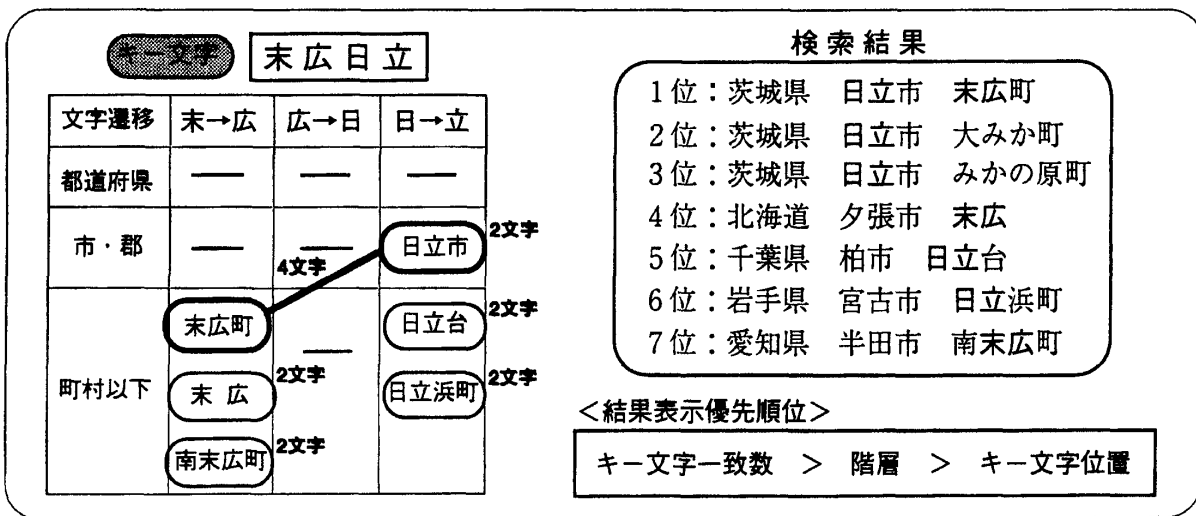 キー文字 末広日立
文字遷移 末→広 広→日 日→立
都道府県 ── ── ──
市・郡 ── ── 日立市 2文字
4文字
町村以下
末広町 ── 日立台 2文字
末広 2文字 日立浜町 2文字
南末広町 2文字
検索結果
1位：茨城県 日立市 末広町
2位：茨城県 日立市 大みか町
3位：茨城県 日立市 みかの原町
4位：北海道 夕張市 末広
5位：千葉県 柏市 日立台
6位：岩手県 宮古市 日立浜町
7位：愛知県 半田市 南末広町
＜結果表示優先順位＞
キー文字一致数 ＞ 階層 ＞ キー文字位置